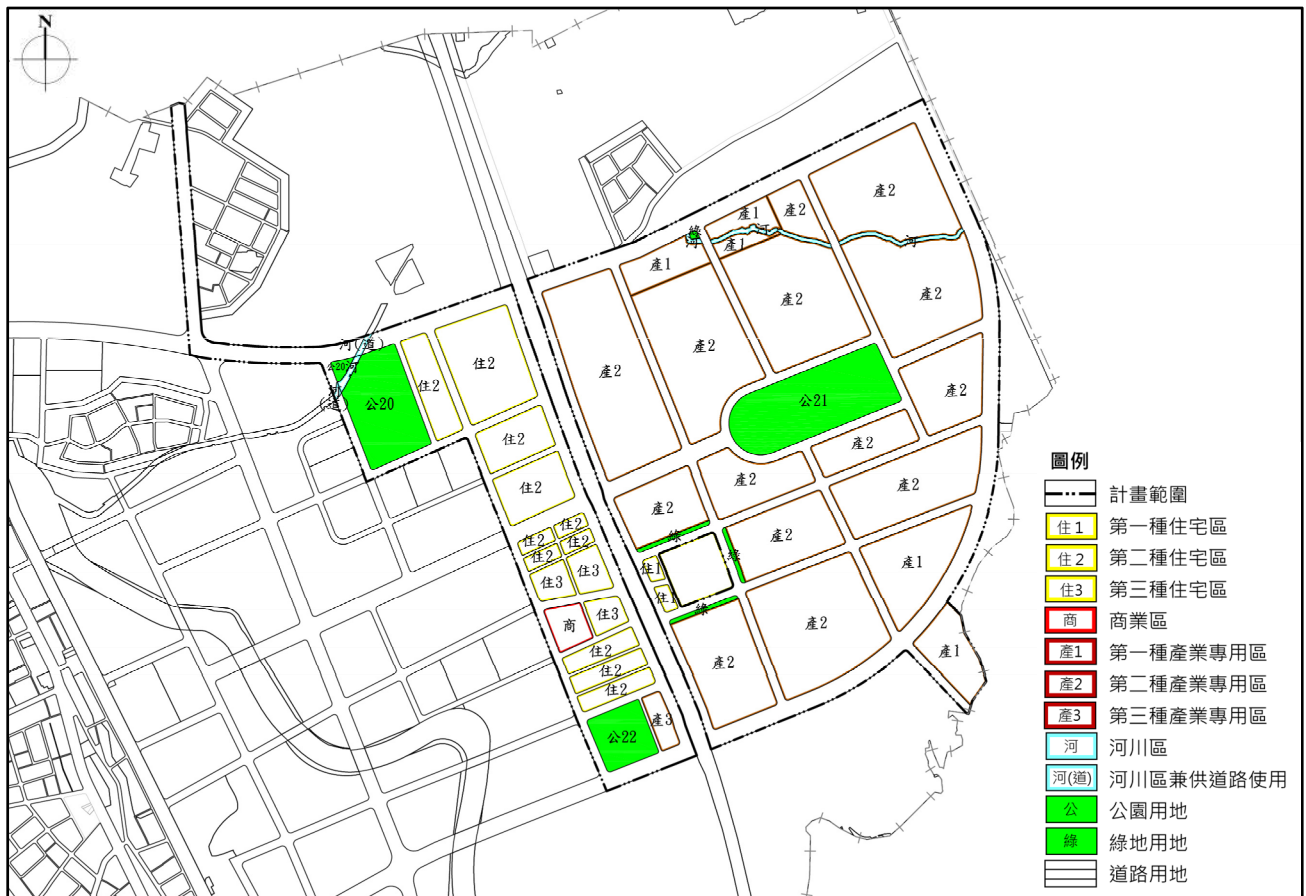 N
產2
產1
產2
綠
河
河
產1
河
產1
產2
產2
河(道)
公20河
河
(道)
住2
住2
公20
產2
產2
公21
產2
住2
產2
產2
住2
產2
產2
綠
產2
住2
住2
住2
住2
綠
住1
產1
住3
住3
住1
綠
商
住3
產2
住2
產1
住2
產2
住2
公22
產3
圖例
計畫範圍
住1 第一種住宅區
住2 第二種住宅區
住3 第三種住宅區
商 商業區
產1 第一種產業專用區
產2 第二種產業專用區
產3 第三種產業專用區
河 河川區
河(道) 河川區兼供道路使用
公 公園用地
綠 綠地用地
道路用地